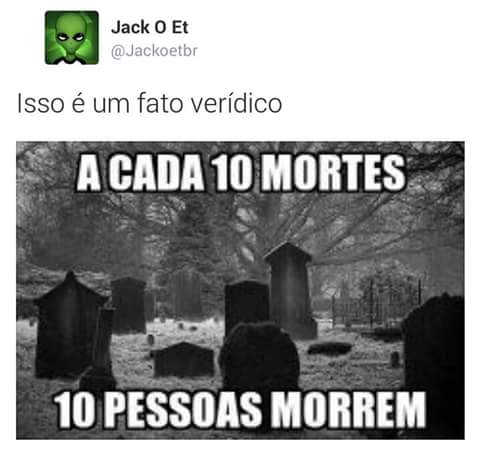 Jack O Et
@Jackoetbr
Isso é um fato verídico
A CADA 10 MORTES
10 PESSOAS MORREM